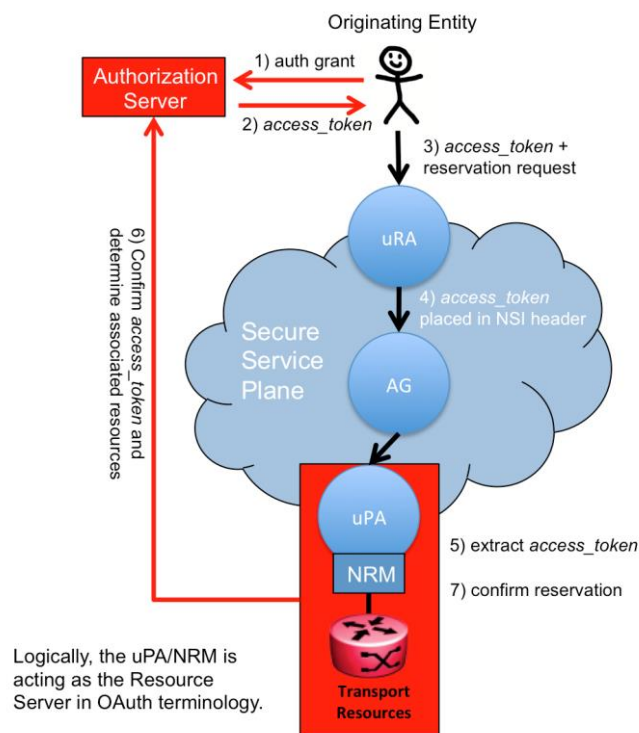 Originating Entity
1) auth grant
Authorization
Server
2) access_token
3) access_token +
reservation request
uRA
6) Confirm access_token and
determine associated resources
4) access_token
placed in NSI header
Secure
Service
Plane
AG
uPA
5) extract access_token
NRM
7) confirm reservation
Logically, the uPA/NRM is
acting as the Resource
Server in OAuth terminology.
Transport
Resources